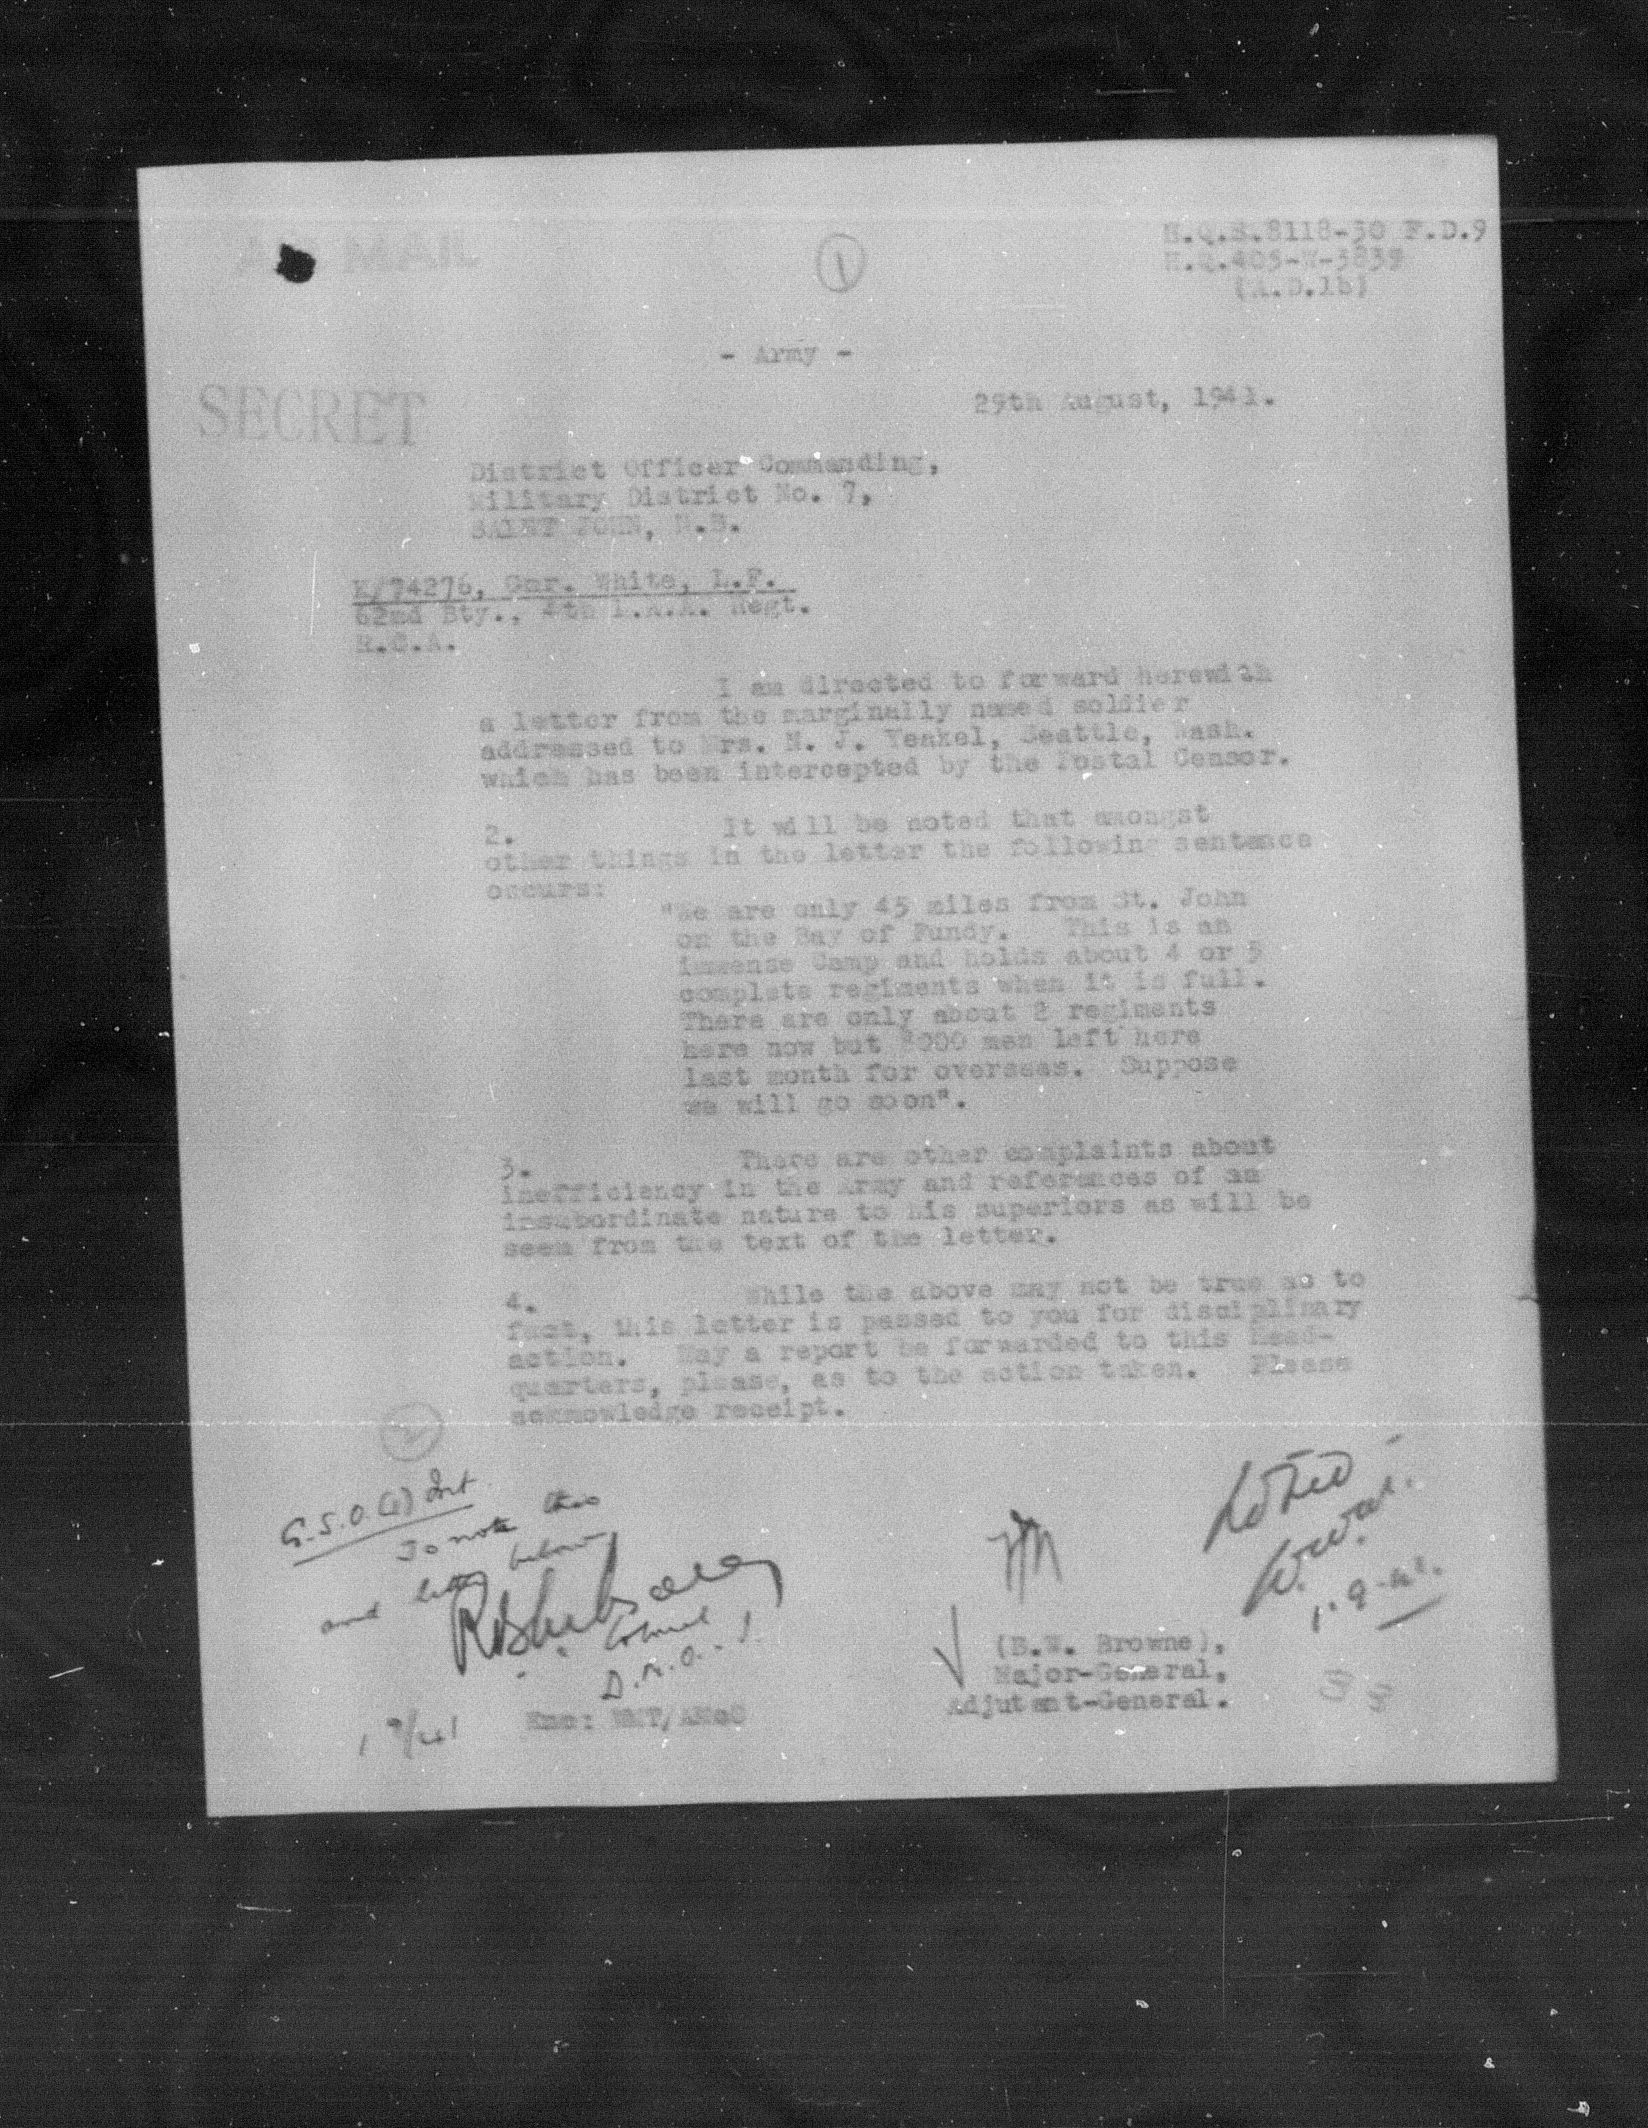 AIR MAIL
1
H.Q.S.8118-30 F.D.9
H.Q.405-W-3839
(A.D.1b)
- Army -
SECRET
29th August, 1941.
District Officer Commanding,
Military District No. 7,
SAINT JOHN, N.B.
K/74276, Gnr. White, L.F.
62nd Bty., 4th L.A.A. Regt.
R.C.A.
I am directed to forward herewith
a letter from the marginally named soldier
addressed to Mrs. N. J. Yeakel, Seattle, Wash.
which has been intercepted by the Postal Censor.
2. It will be noted that amongst
other things in the letter the following sentence
occurs:
"We are only 45 miles from St. John
on the Bay of Fundy. This is an
immense Camp and holds about 4 or 5
complete regiments when it is full.
There are only about 2 regiments
here now but 000 men left here
last month for overseas. Suppose
we will go soon".
3. There are other complaints about
inefficiency in the Army and references of an
insubordinate nature to his superiors as will be
seen from the text of the letter.
4. While the above may not be true as to
fact, this letter is passed to you for disciplinary
action. May a report be forwarded to this Head-
quarters, please, as to the action taken. Please
acknowledge receipt.
2
G.S.O.(1) Int
To note this
and letter below
Colonel
Noted
1.9.41.
(B.W. Browne),
Major-General,
Adjutant-General.
Enc:
1/9/41